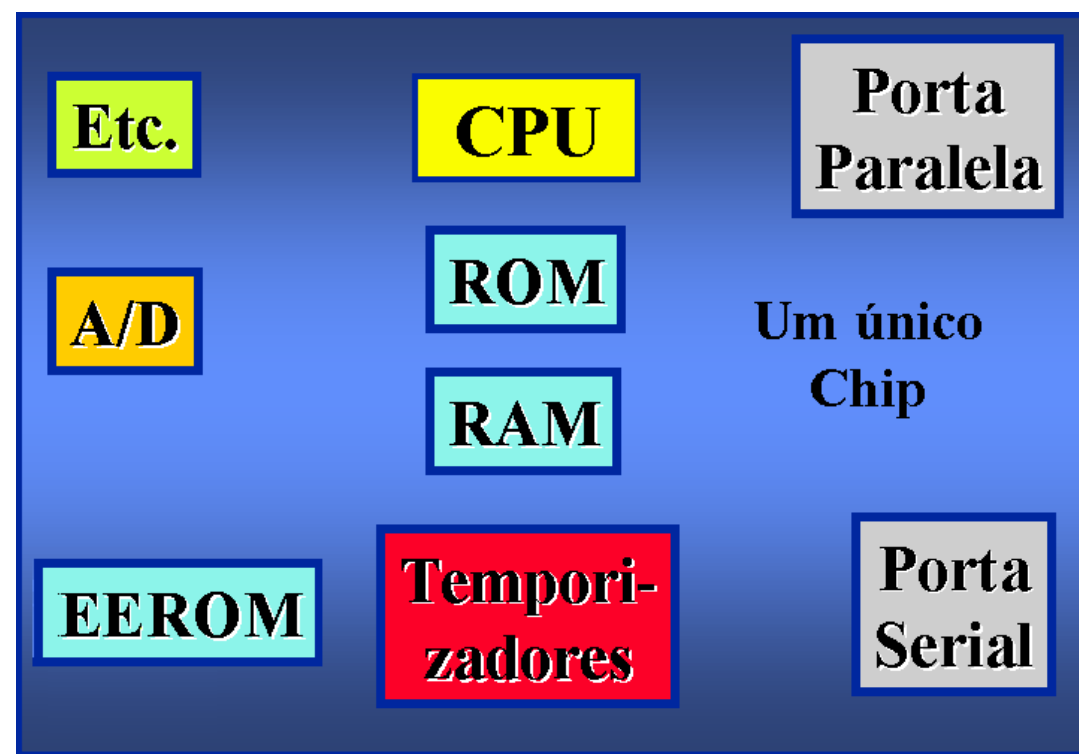 Etc.
CPU
Porta
Paralela
A/D
ROM
Um único
Chip
RAM
EEROM
Tempori-
zadores
Porta
Serial